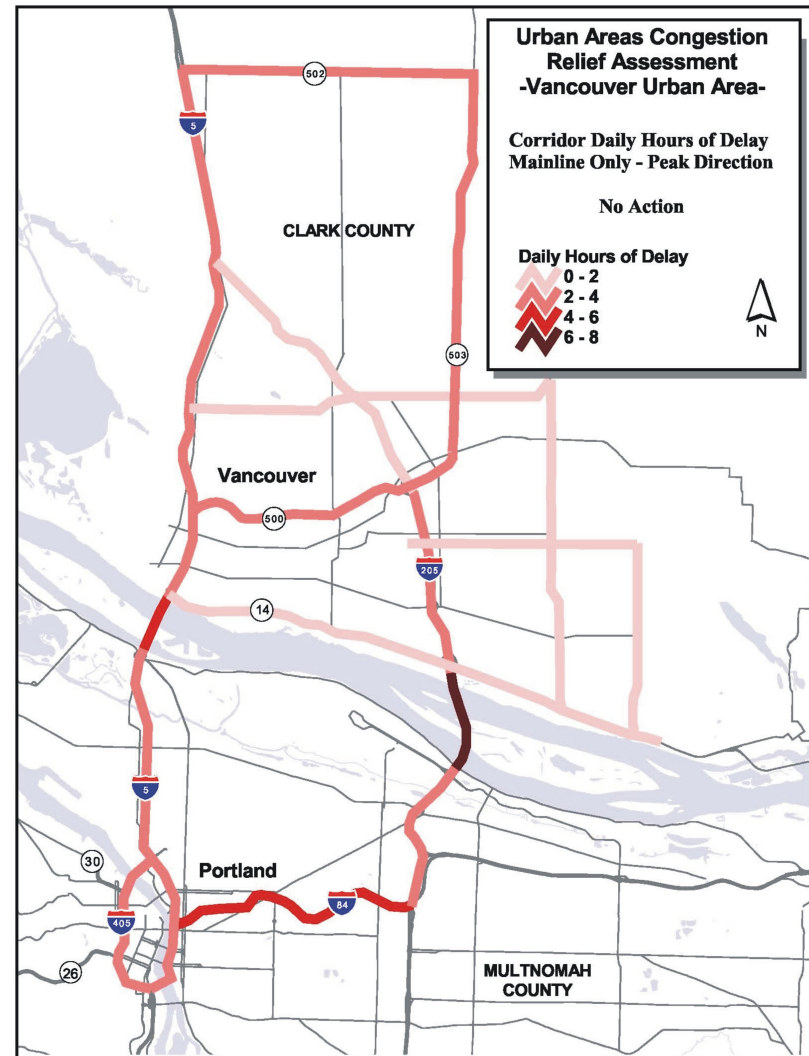 Urban Areas Congestion
Relief Assessment
-Vancouver Urban Area-
Corridor Daily Hours of Delay
Mainline Only - Peak Direction
No Action
Daily Hours of Delay
0 - 2
2 - 4
4 - 6
6 - 8
N
502
5
CLARK COUNTY
503
Vancouver
500
205
14
5
30
Portland
84
405
26
MULTNOMAH
COUNTY